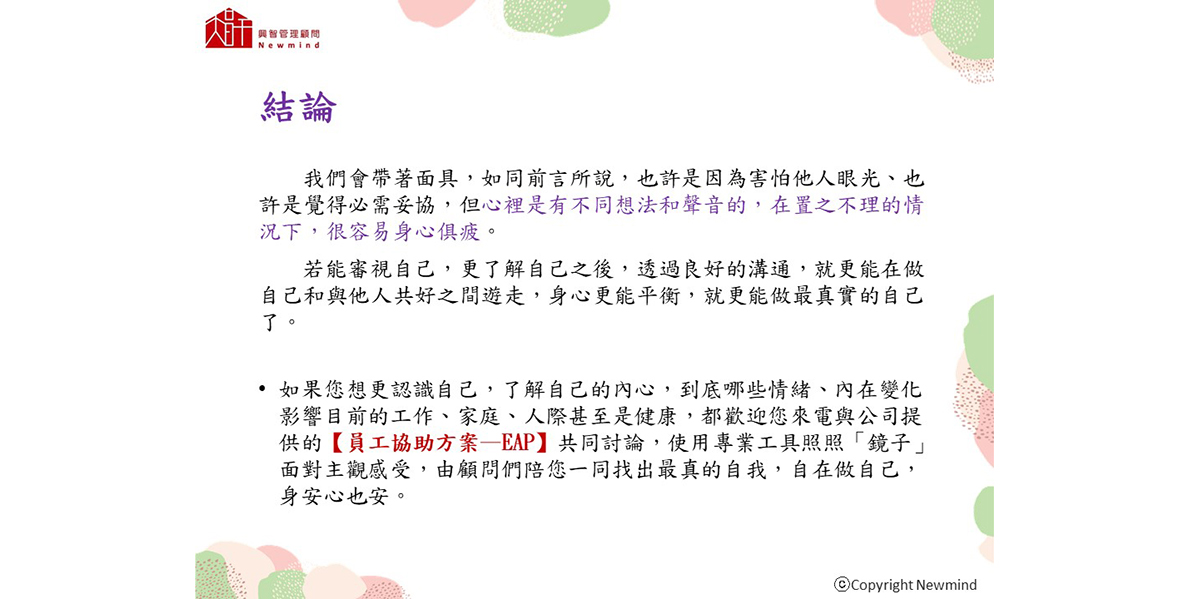 興智管理顧問
Newmind
結論
我們會帶著面具，如同前言所說，也許是因為害怕他人眼光、也
許是覺得必需妥協，但心裡是有不同想法和聲音的，在置之不理的情
況下，很容易身心俱疲。
若能審視自己，更了解自己之後，透過良好的溝通，就更能在做
自己和與他人共好之間遊走，身心更能平衡，就更能做最真實的自己
了。
• 如果您想更認識自己，了解自己的內心，到底哪些情緒、內在變化
影響目前的工作、家庭、人際甚至是健康，都歡迎您來電與公司提
供的【員工協助方案—EAP】共同討論，使用專業工具照照「鏡子」
面對主觀感受，由顧問們陪您一同找出最真的自我，自在做自己，
身安心也安。
©Copyright Newmind